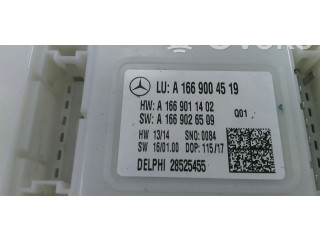 LU: A 166 900 45 19
HW: A 166 901 14 02
SW: A 166 902 65 09
Q01
HW 13/14 SNO: 0084
SW 16/01.00 DOP: 115/17
DELPHI 28525455